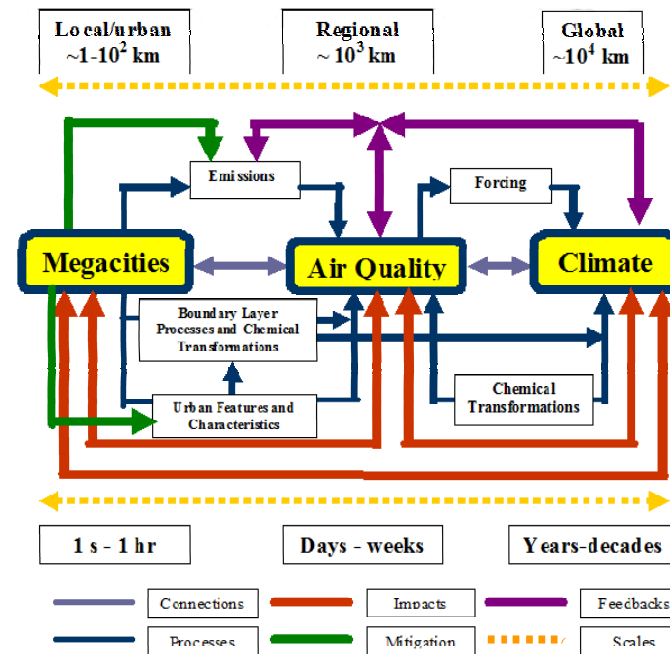 Local/urban
~1-10² km
Regional
~ 10³ km
Global
~10⁴ km
Emissions
Forcing
Megacities
Air Quality
Climate
Boundary Layer
Processes and Chemical
Transformations
Urban Features and
Characteristics
Chemical
Transformations
1 s - 1 hr
Days - weeks
Years-decades
Connections
Impacts
Feedbacks
Processes
Mitigation
Scales